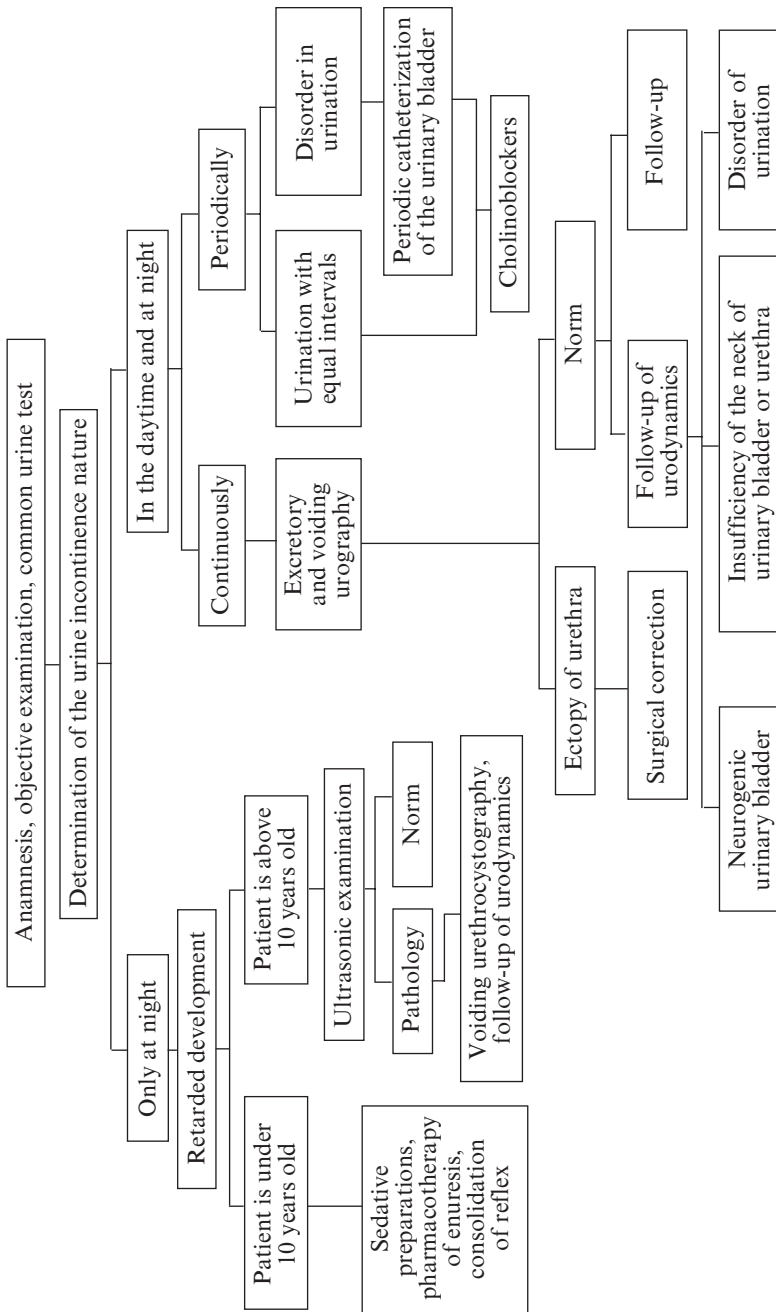 Anamnesis, objective examination, common urine test
Determination of the urine incontinence nature
Only at night
In the daytime and at night
Retarded development
Continuously
Periodically
Patient is under
10 years old
Patient is above
10 years old
Excretory
and voiding
urography
Urination with
equal intervals
Disorder in
urination
Sedative
preparations,
pharmacotherapy
of enuresis,
consolidation
of reflex
Ultrasonic examination
Periodic catheterization
of the urinary bladder
Pathology
Norm
Cholinoblockers
Voiding urethrocystography,
follow-up of urodynamics
Ectopy of urethra
Norm
Surgical correction
Follow-up of
urodynamics
Follow-up
Neurogenic
urinary bladder
Insufficiency of the neck of
urinary bladder or urethra
Disorder of
urination